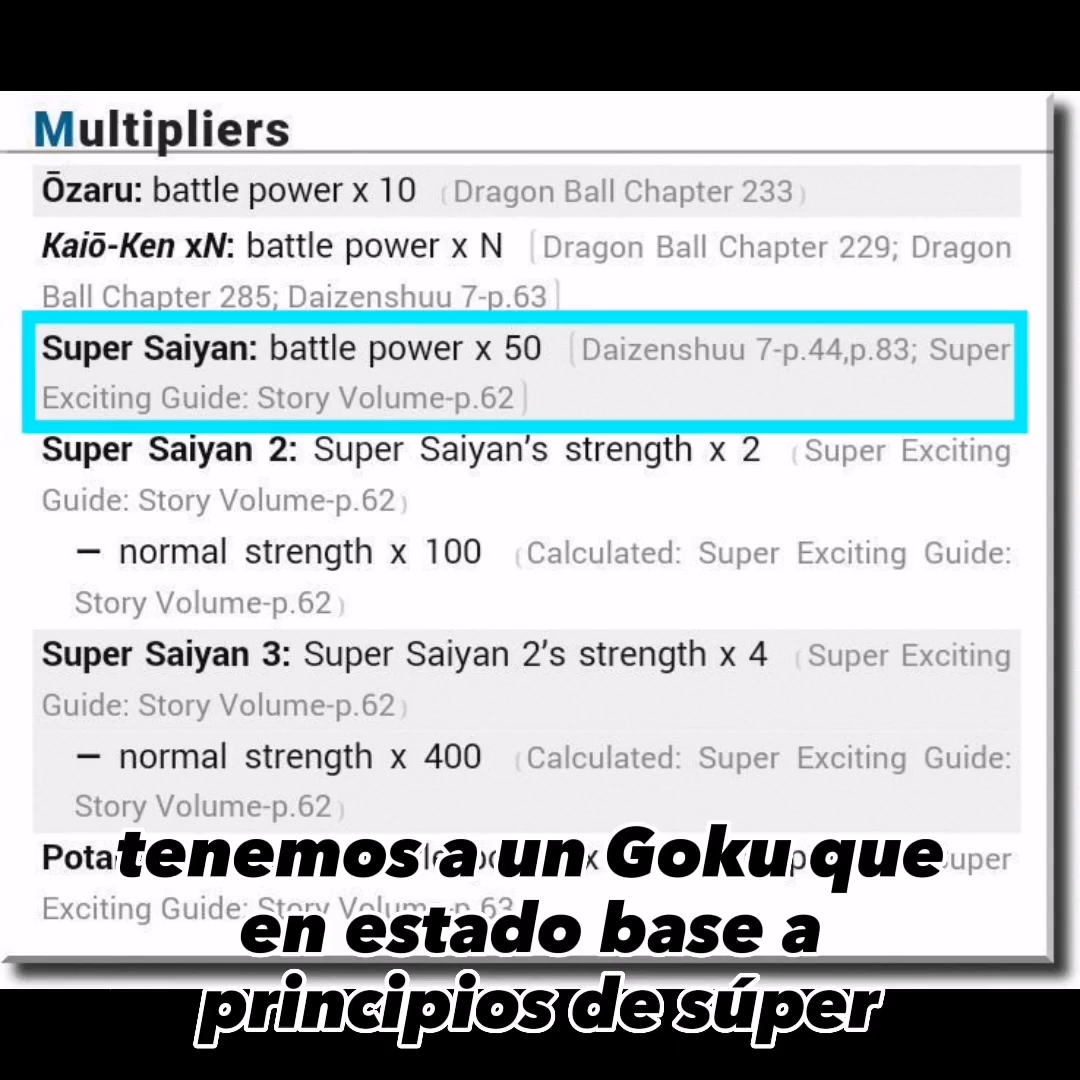 Multipliers
Ōzaru: battle power x 10 (Dragon Ball Chapter 233)
Kaiō-Ken xN: battle power x N [Dragon Ball Chapter 229; Dragon
Ball Chapter 285; Daizenshuu 7-p.63]
Super Saiyan: battle power x 50 [Daizenshuu 7-p.44,p.83; Super
Exciting Guide: Story Volume-p.62]
Super Saiyan 2: Super Saiyan’s strength x 2 (Super Exciting
Guide: Story Volume-p.62)
— normal strength x 100 (Calculated: Super Exciting Guide:
Story Volume-p.62)
Super Saiyan 3: Super Saiyan 2’s strength x 4 (Super Exciting
Guide: Story Volume-p.62)
— normal strength x 400 (Calculated: Super Exciting Guide:
Story Volume-p.62)
x
Exciting Guide: Story Volume-p.63
tenemos a un Goku que
en estado base a
principios de súper